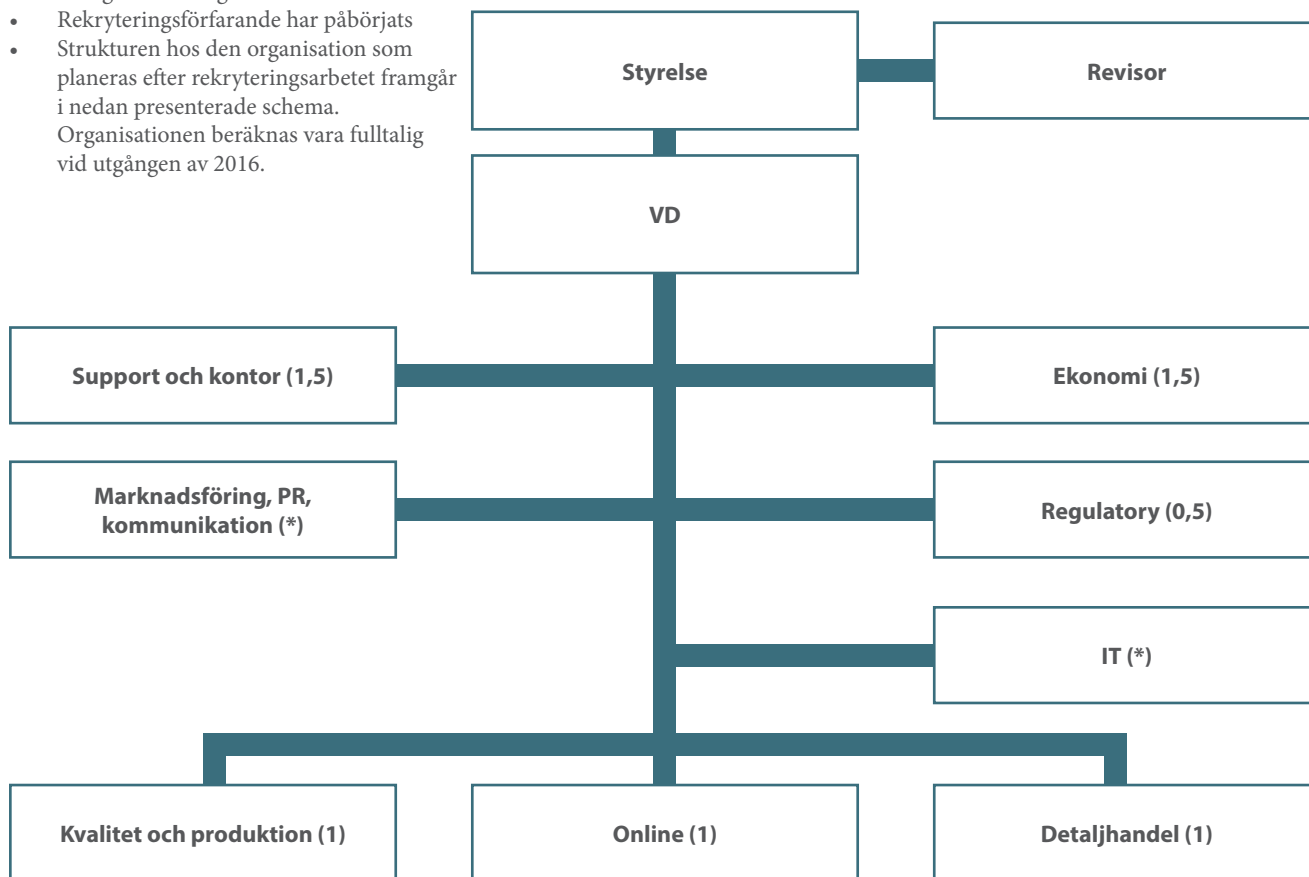 • Rekryteringsförfarande har påbörjats
• Strukturen hos den organisation som
planeras efter rekryteringsarbetet framgår
i nedan presenterade schema.
Organisationen beräknas vara fulltalig
vid utgången av 2016.
Styrelse
Revisor
VD
Support och kontor (1,5)
Ekonomi (1,5)
Marknadsföring, PR,
kommunikation (*)
Regulatory (0,5)
IT (*)
Kvalitet och produktion (1)
Online (1)
Detaljhandel (1)